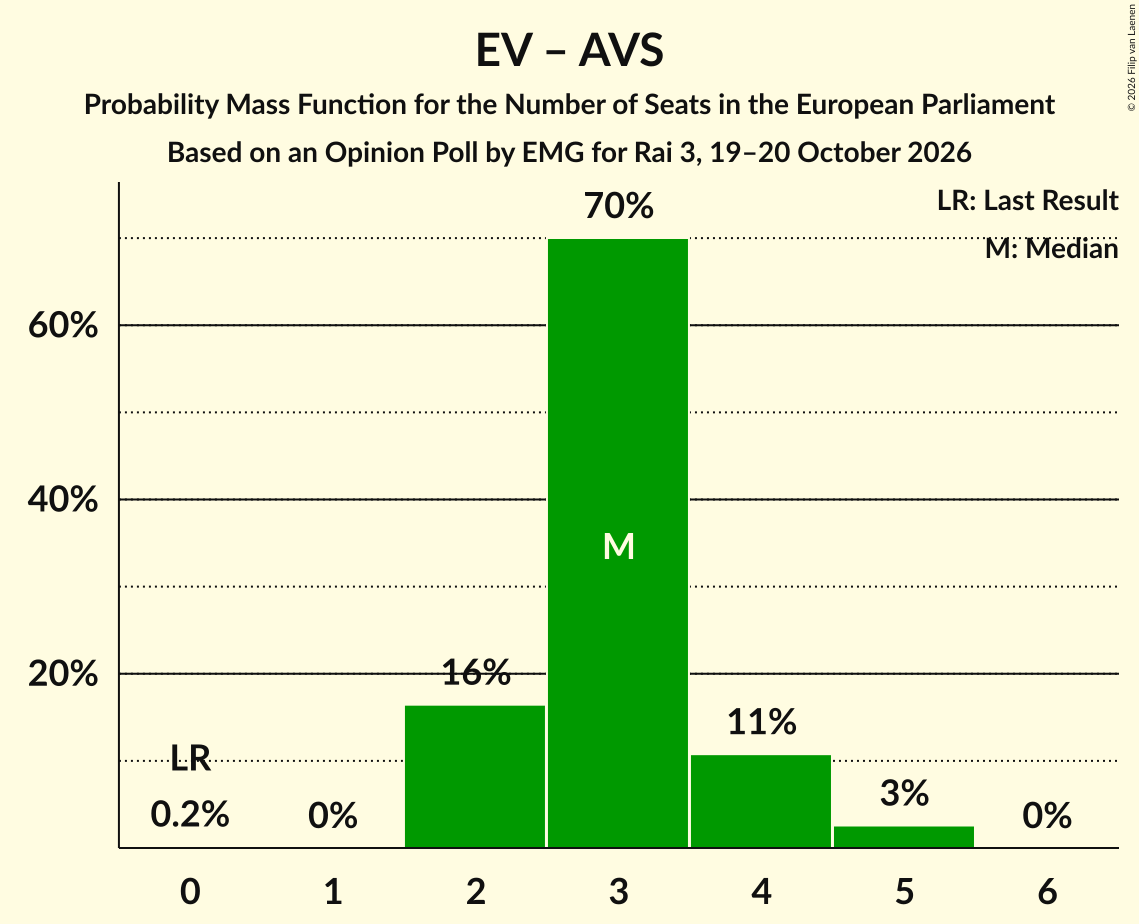 EV – AVS
Probability Mass Function for the Number of Seats in the European Parliament
Based on an Opinion Poll by EMG for Rai 3, 19–20 October 2026
© 2026 Filip van Laenen
LR: Last Result
M: Median
70%
60%
40%
M
20%
16%
11%
LR
3%
0.2%
0%
0%
0
1
2
3
4
5
6